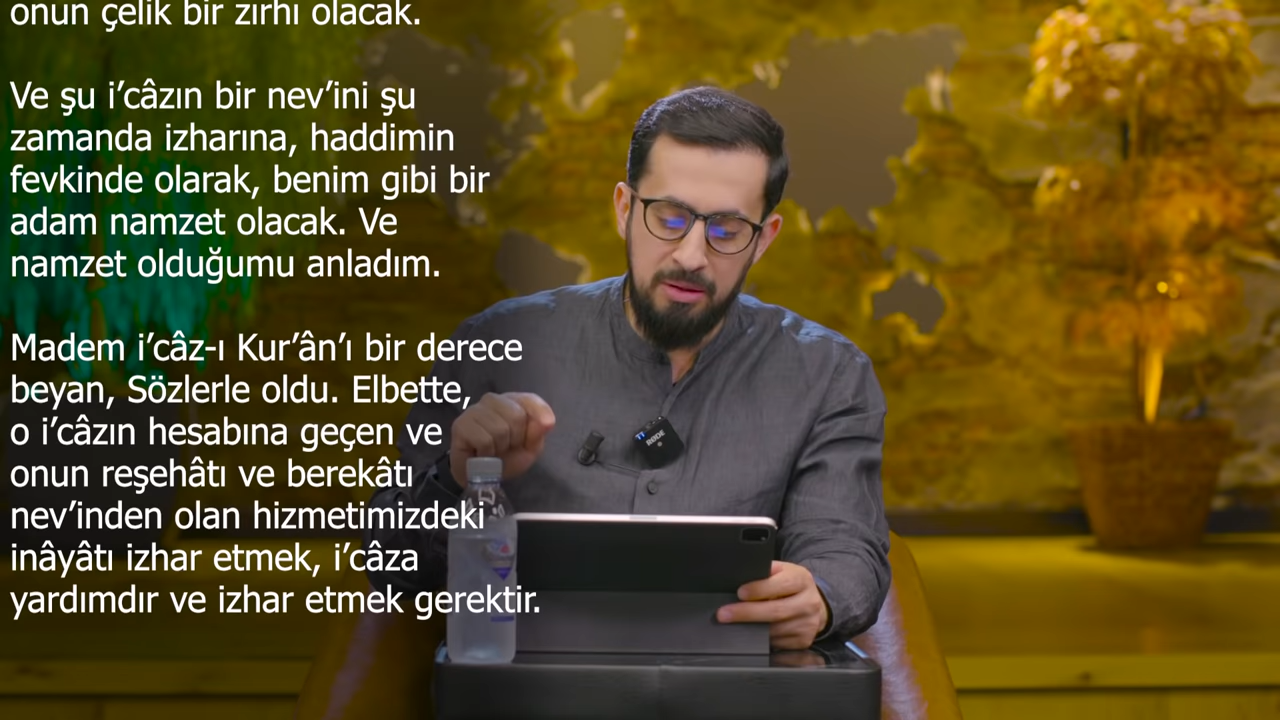 onun çelik bir zırhı olacak.
Ve şu i’câzın bir nev’ini şu
zamanda izharına, haddimin
fevkinde olarak, benim gibi bir
adam namzet olacak. Ve
namzet olduğumu anladım.
Madem i’câz-ı Kur’ân’ı bir derece
beyan, Sözlerle oldu. Elbette,
o i’câzın hesabına geçen ve
onun reşehâtı ve berekâtı
nev’inden olan hizmetimizdeki
inâyâtı izhar etmek, i’câza
yardımdır ve izhar etmek gerektir.
RØDE